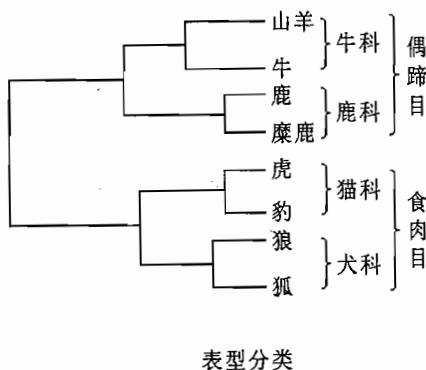 山羊
牛
牛科
鹿
麋鹿
鹿科
偶蹄目
虎
豹
猫科
狼
狐
犬科
食肉目
表型分类